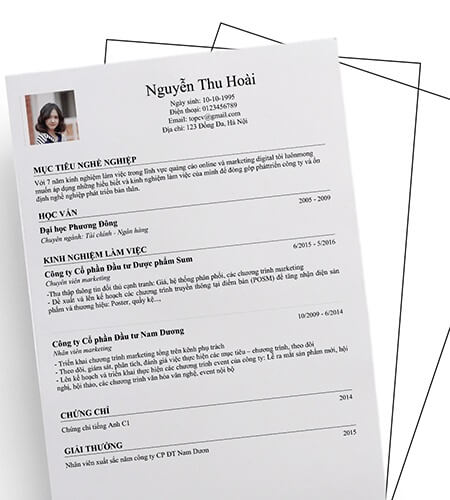 Nguyễn Thu Hoài
Ngày sinh: 10-10-1995
Điện thoại: 0123456789
Email: topcv@gmail.com
Địa chỉ: 123 Đống Đa, Hà Nội
MỤC TIÊU NGHỀ NGHIỆP
Với 7 năm kinh nghiệm làm việc trong lĩnh vực quảng cáo online và marketing digital tôi luônmong
muốn áp dụng những hiểu biết và kinh nghiệm làm việc của mình để đóng góp pháttriển công ty và ổn
định nghề nghiệp phát triển bản thân.
HỌC VẤN
Đại học Phương Đông 2005 - 2009
Chuyên ngành: Tài chính - Ngân hàng
KINH NGHIỆM LÀM VIỆC
Công ty Cổ phần Đầu tư Dược phẩm Sum 6/2015 - 5/2016
Chuyên viên marketing
-Thu thập thông tin đối thủ cạnh tranh: Giá, hệ thống phân phối, các chương trình marketing
- Đề xuất và lên kế hoạch các chương trình truyền thông tại điểm bán (POSM) để tăng nhận diện sản
phẩm và thương hiệu: Poster, quầy kệ...,
Công ty Cổ phần Đầu tư Nam Dương 10/2009 - 6/2014
Nhân viên marketing
- Triển khai chương trình marketing tổng trên kênh phụ trách
- Theo dõi, giám sát, phân tích, đánh giá việc thực hiện các mục tiêu – chương trình, theo dõi
- Lên kế hoạch và triển khai thực hiện các chương trình event của công ty: Lễ ra mắt sản phẩm mới, hội
nghị, hội thảo, các chương trình văn hóa văn nghệ, event nội bộ
CHỨNG CHỈ
Chứng chỉ tiếng Anh C1 2014
GIẢI THƯỞNG
Nhân viên xuất sắc năm công ty CP ĐT Nam Dươn 2015